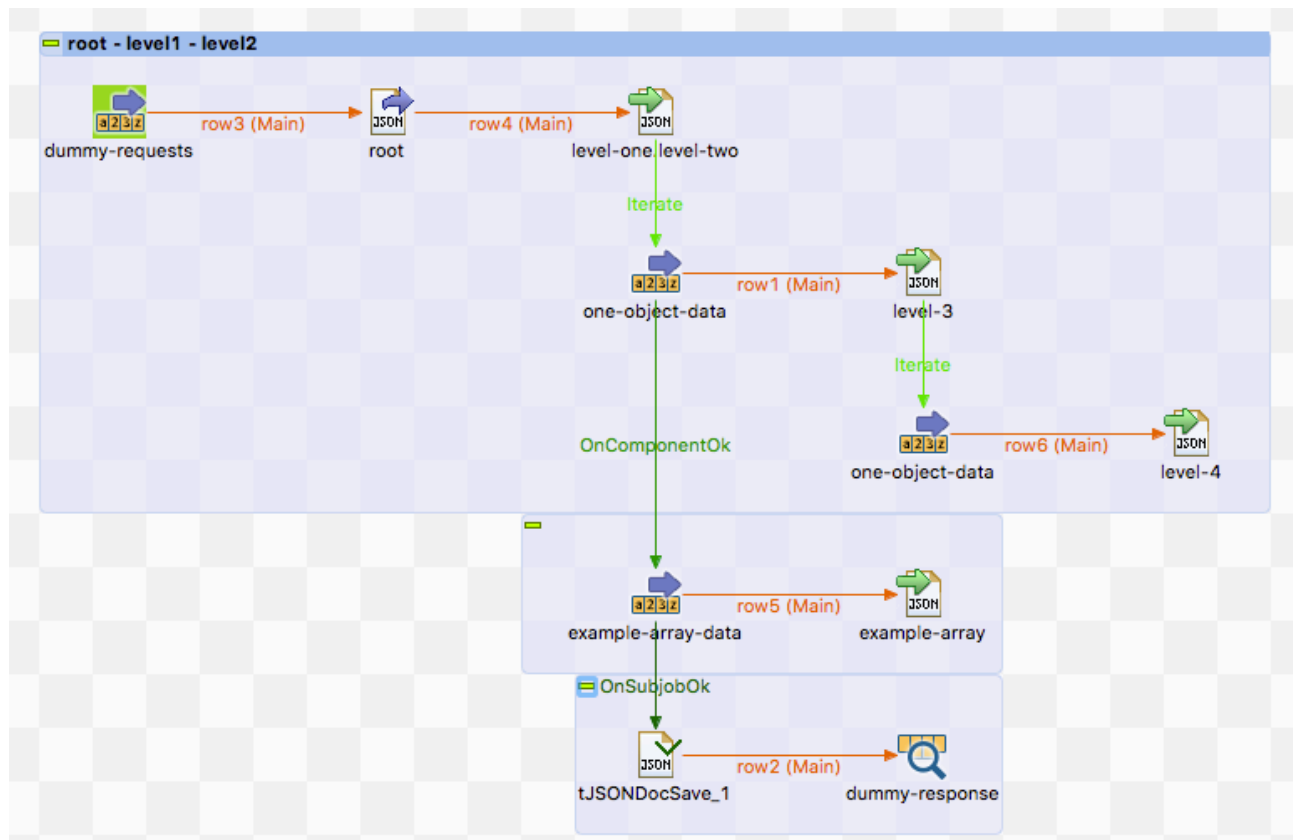 root - level1 - level2
a23z
row3 (Main)
JSON
row4 (Main)
JSON
dummy-requests
root
level-one.level-two
Iterate
a23z
row1 (Main)
JSON
one-object-data
level-3
Iterate
OnComponentOk
a23z
row6 (Main)
JSON
one-object-data
level-4
a23z
row5 (Main)
JSON
example-array-data
example-array
OnSubjobOk
JSON
row2 (Main)
tJSONDocSave_1
dummy-response